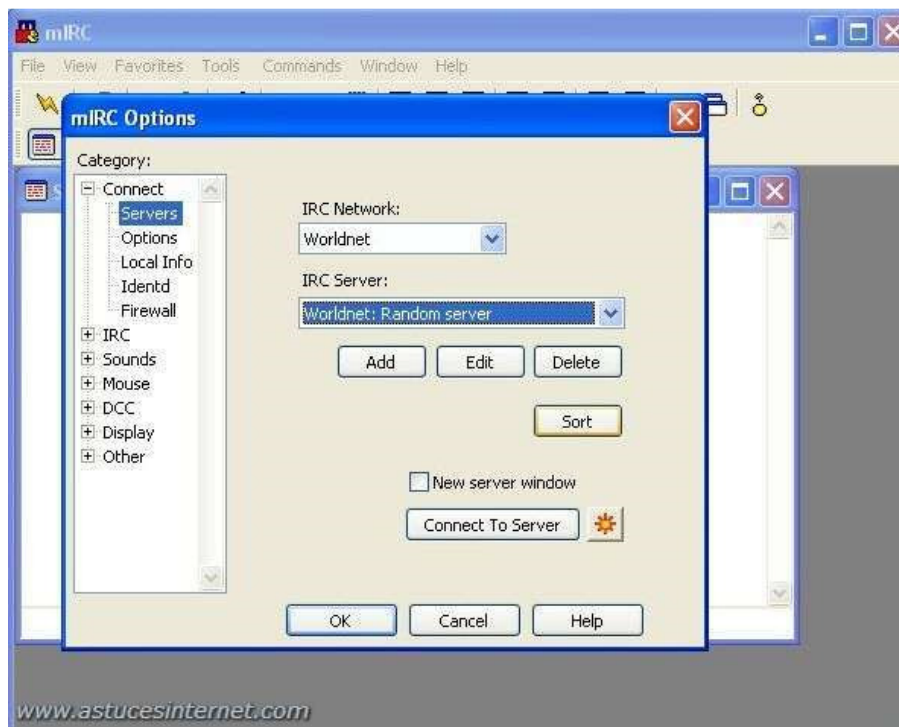 mIRC
File View Favorites Tools Commands Window Help
mIRC Options
Category:
Connect
Servers
Options
Local Info
Identd
Firewall
IRC
Sounds
Mouse
DCC
Display
Other
IRC Network:
Worldnet
IRC Server:
Worldnet: Random server
Add Edit Delete
Sort
New server window
Connect To Server
OK Cancel Help
www.astucesinternet.com